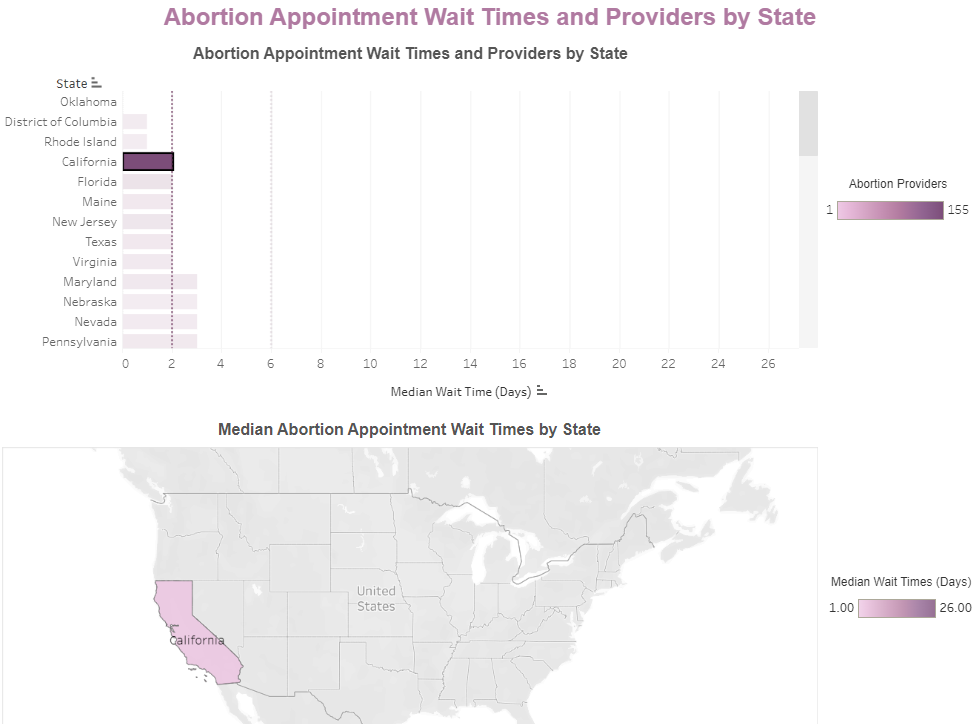 Abortion Appointment Wait Times and Providers by State
Abortion Appointment Wait Times and Providers by State
State
Oklahoma
District of Columbia
Rhode Island
California
Florida
Maine
New Jersey
Texas
Virginia
Maryland
Nebraska
Nevada
Pennsylvania
0 2 4 6 8 10 12 14 16 18 20 22 24 26
Median Wait Time (Days)
Abortion Providers
1 155
Median Abortion Appointment Wait Times by State
United
States
California
Median Wait Times (Days)
1.00 26.00